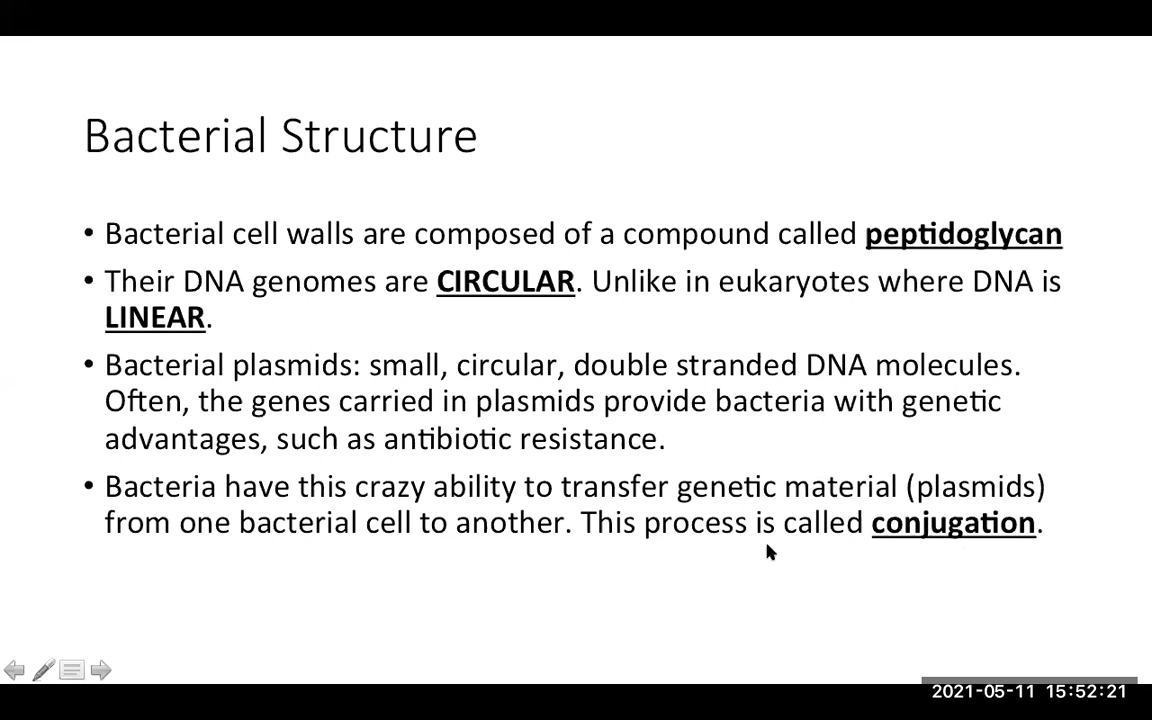 Bacterial Structure
• Bacterial cell walls are composed of a compound called peptidoglycan
• Their DNA genomes are CIRCULAR. Unlike in eukaryotes where DNA is
LINEAR.
• Bacterial plasmids: small, circular, double stranded DNA molecules.
Often, the genes carried in plasmids provide bacteria with genetic
advantages, such as antibiotic resistance.
• Bacteria have this crazy ability to transfer genetic material (plasmids)
from one bacterial cell to another. This process is called conjugation.
2021-05-11 15:52:21